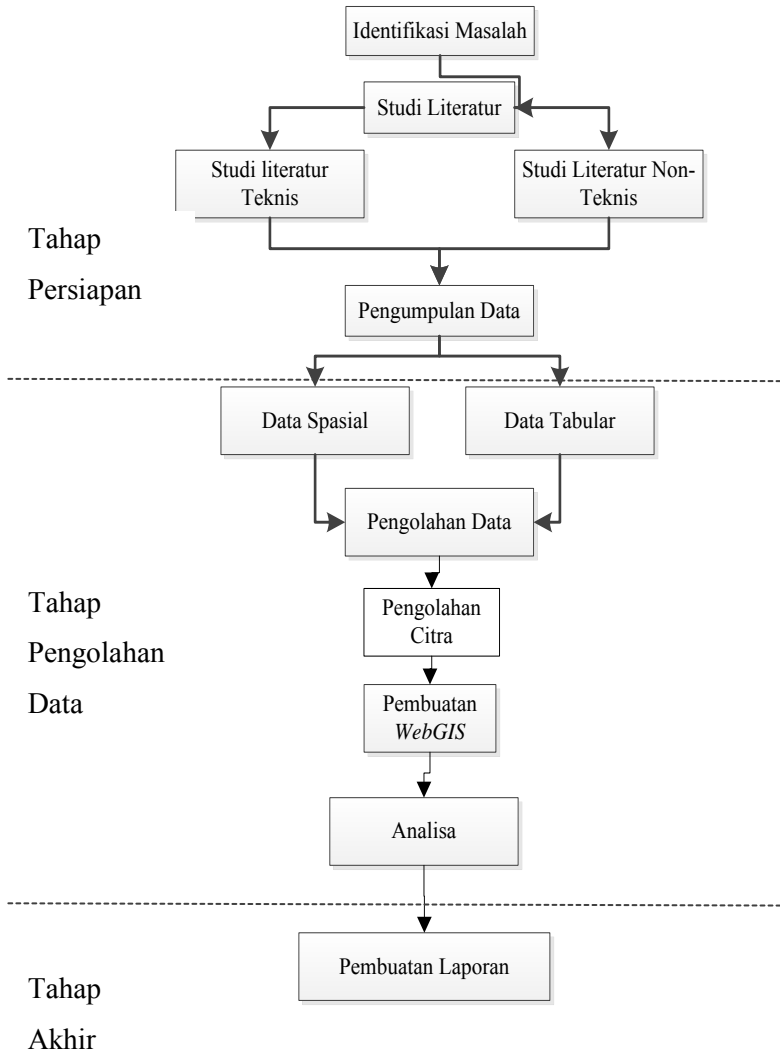 Identifikasi Masalah
Studi Literatur
Studi literatur
Teknis
Studi Literatur Non-
Teknis
Tahap
Persiapan
Pengumpulan Data
Data Spasial
Data Tabular
Pengolahan Data
Tahap
Pengolahan
Data
Pengolahan
Citra
Pembuatan
WebGIS
Analisa
Pembuatan Laporan
Tahap
Akhir